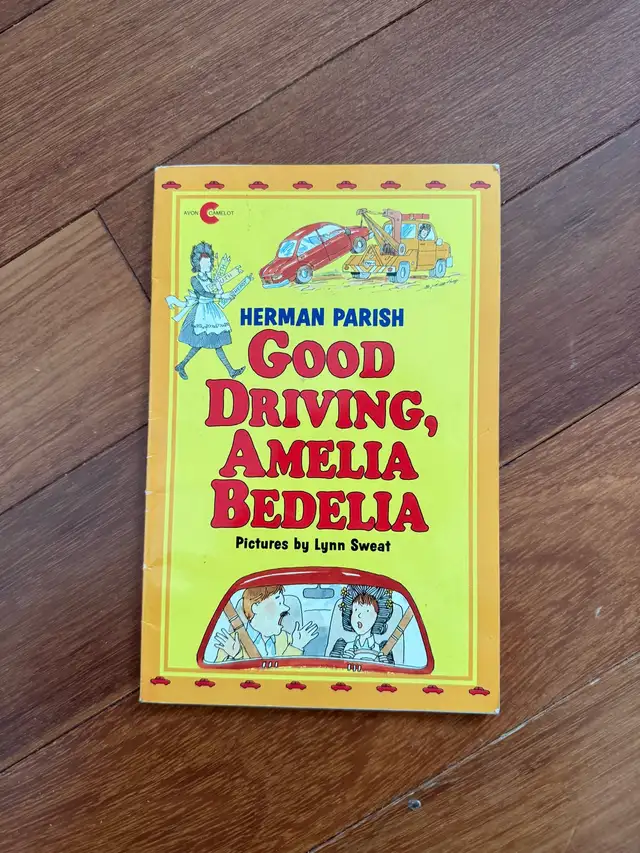 AVON CAMELOT
HERMAN PARISH
GOOD
DRIVING,
AMELIA
BEDELIA
Pictures by Lynn Sweat